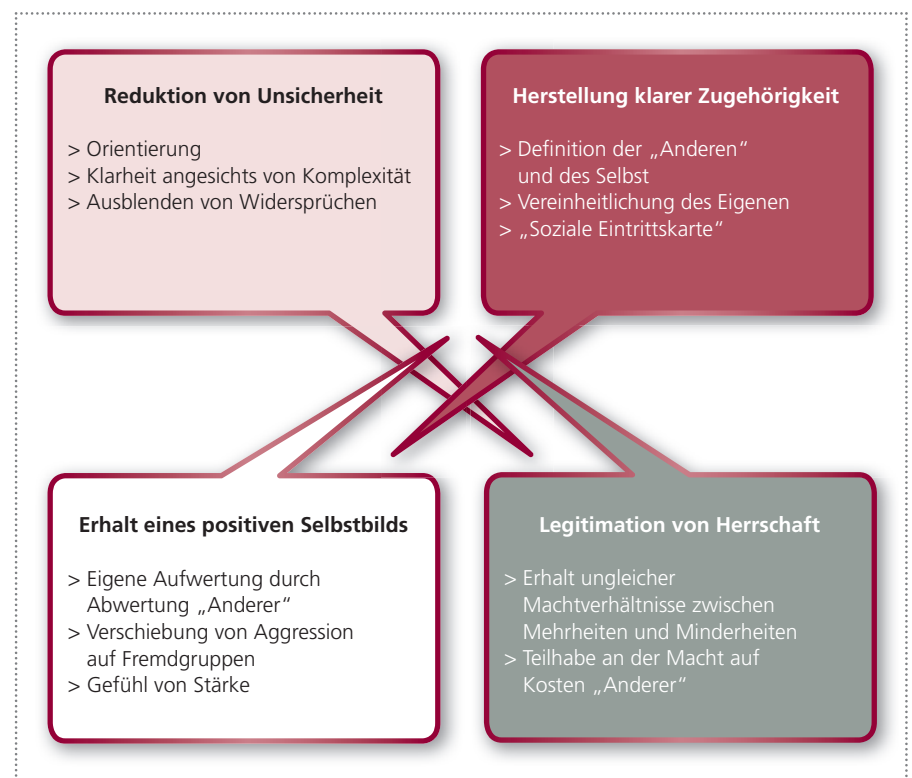 Reduktion von Unsicherheit
> Orientierung
> Klarheit angesichts von Komplexität
> Ausblenden von Widersprüchen
Herstellung klarer Zugehörigkeit
> Definition der „Anderen“
und des Selbst
> Vereinheitlichung des Eigenen
> „Soziale Eintrittskarte“
Erhalt eines positiven Selbstbilds
> Eigene Aufwertung durch
Abwertung „Anderer“
> Verschiebung von Aggression
auf Fremdgruppen
> Gefühl von Stärke
Legitimation von Herrschaft
> Erhalt ungleicher
Machtverhältnisse zwischen
Mehrheiten und Minderheiten
> Teilhabe an der Macht auf
Kosten „Anderer“